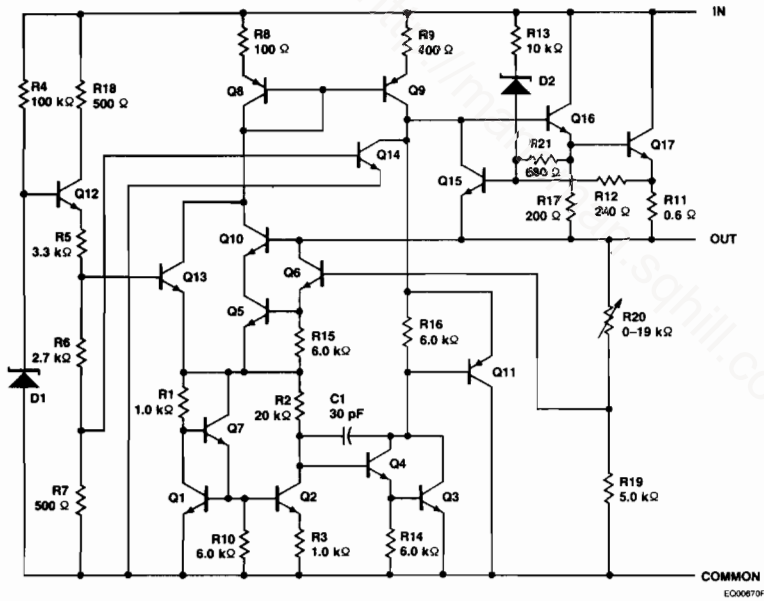 IN
R8
100 Ω
R9
400 Ω
R13
10 kΩ
D2
R4
100 kΩ
R18
500 Ω
Q8
Q9
Q16
Q14
R21
680 Ω
Q17
Q12
Q15
R12
240 Ω
R17
200 Ω
R11
0.6 Ω
R5
3.3 kΩ
Q10
OUT
Q13
Q6
Q5
R15
6.0 kΩ
R16
6.0 kΩ
R20
0–19 kΩ
R6
2.7 kΩ
D1
Q11
R1
1.0 kΩ
R2
20 kΩ
C1
30 pF
Q7
Q4
R7
500 Ω
Q1
Q2
Q3
R19
5.0 kΩ
R10
6.0 kΩ
R3
1.0 kΩ
R14
6.0 kΩ
COMMON
EQ00670F